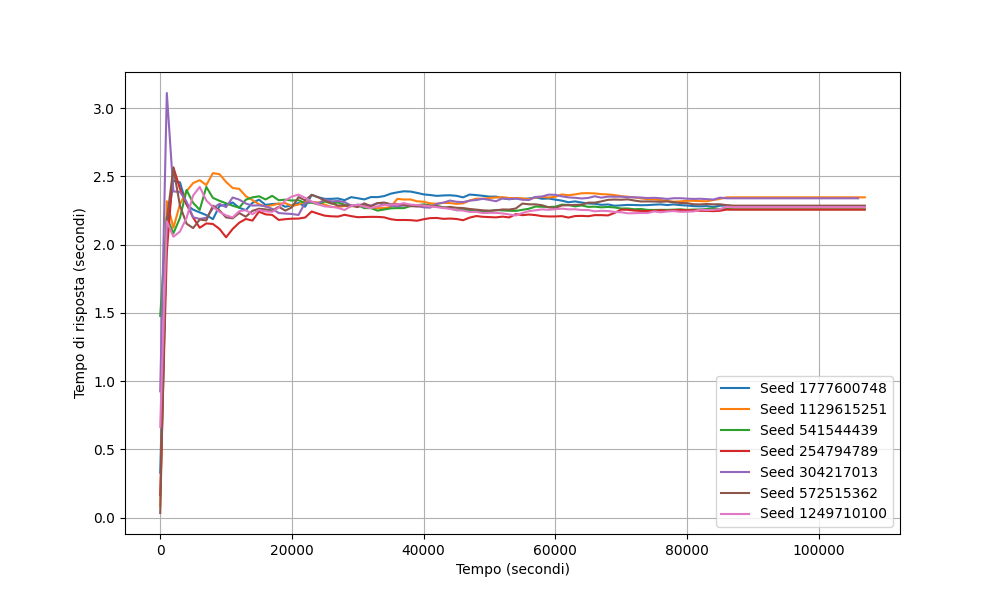 3.0
2.5
2.0
1.5
1.0
0.5
0.0
Tempo di risposta (secondi)
0
20000
40000
60000
80000
100000
Tempo (secondi)
Seed 1777600748
Seed 1129615251
Seed 541544439
Seed 254794789
Seed 304217013
Seed 572515362
Seed 1249710100